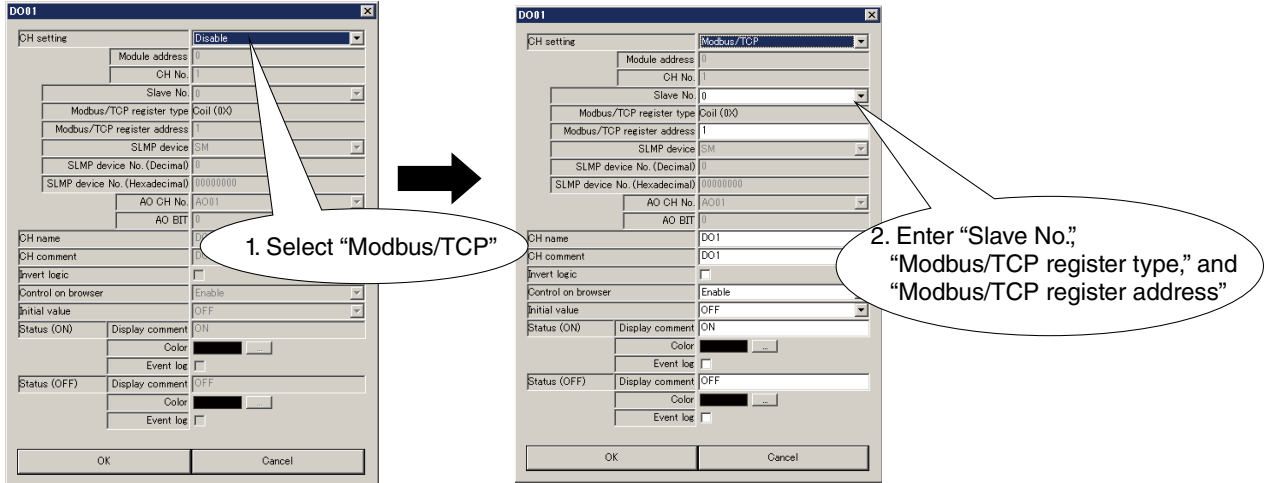 DO01
CH setting Disable
Module address 0
CH No. 1
Slave No. 0
Modbus/TCP register type Coil (0X)
Modbus/TCP register address 1
SLMP device SM
SLMP device No. (Decimal) 0
SLMP device No. (Hexadecimal) 00000000
AO CH No. AO01
AO BIT 0
CH name
CH comment
Invert logic
Control on browser Enable
Initial value OFF
Status (ON) Display comment ON
Color ...
Event log
Status (OFF) Display comment OFF
Color ...
Event log
OK Cancel
1. Select “Modbus/TCP”
DO01
CH setting Modbus/TCP
Module address 0
CH No. 1
Slave No. 0
Modbus/TCP register type Coil (0X)
Modbus/TCP register address 1
SLMP device SM
SLMP device No. (Decimal) 0
SLMP device No. (Hexadecimal) 00000000
AO CH No. AO01
AO BIT 0
CH name DO1
CH comment DO1
Invert logic
Control on browser Enable
Initial value OFF
Status (ON) Display comment ON
Color ...
Event log
Status (OFF) Display comment OFF
Color ...
Event log
OK Cancel
2. Enter “Slave No.”,
“Modbus/TCP register type,” and
“Modbus/TCP register address”